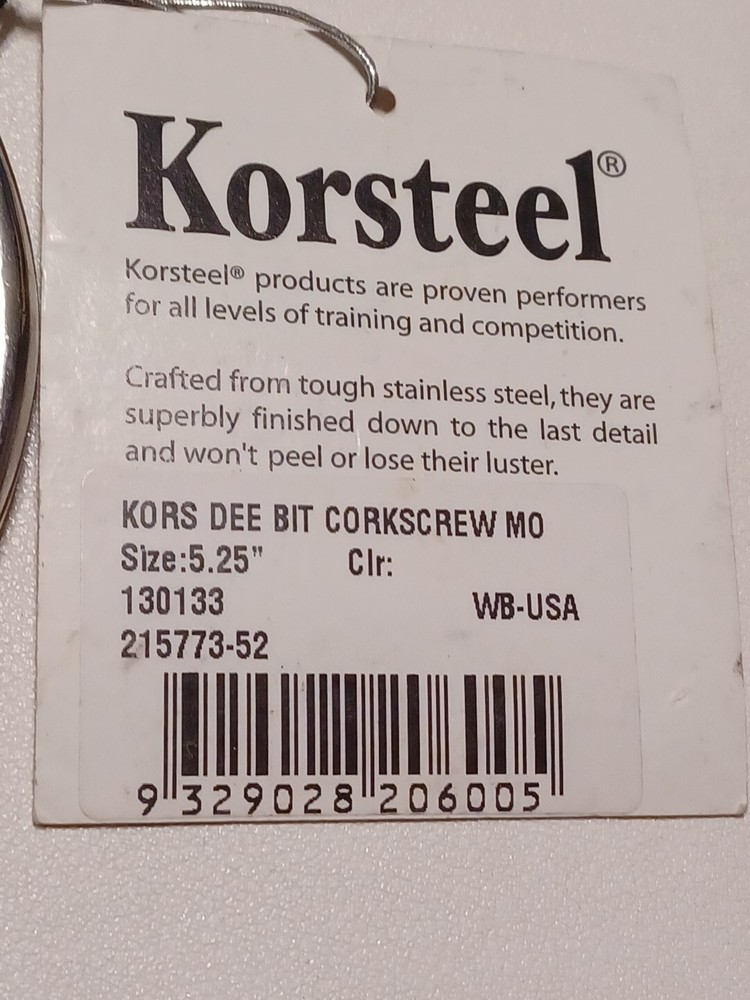 Korsteel®
Korsteel® products are proven performers
for all levels of training and competition.
Crafted from tough stainless steel, they are
superbly finished down to the last detail
and won't peel or lose their luster.
KORS DEE BIT CORKSCREW MO
Size:5.25" Clr:
130133 WB-USA
215773-52
9 329028 206005